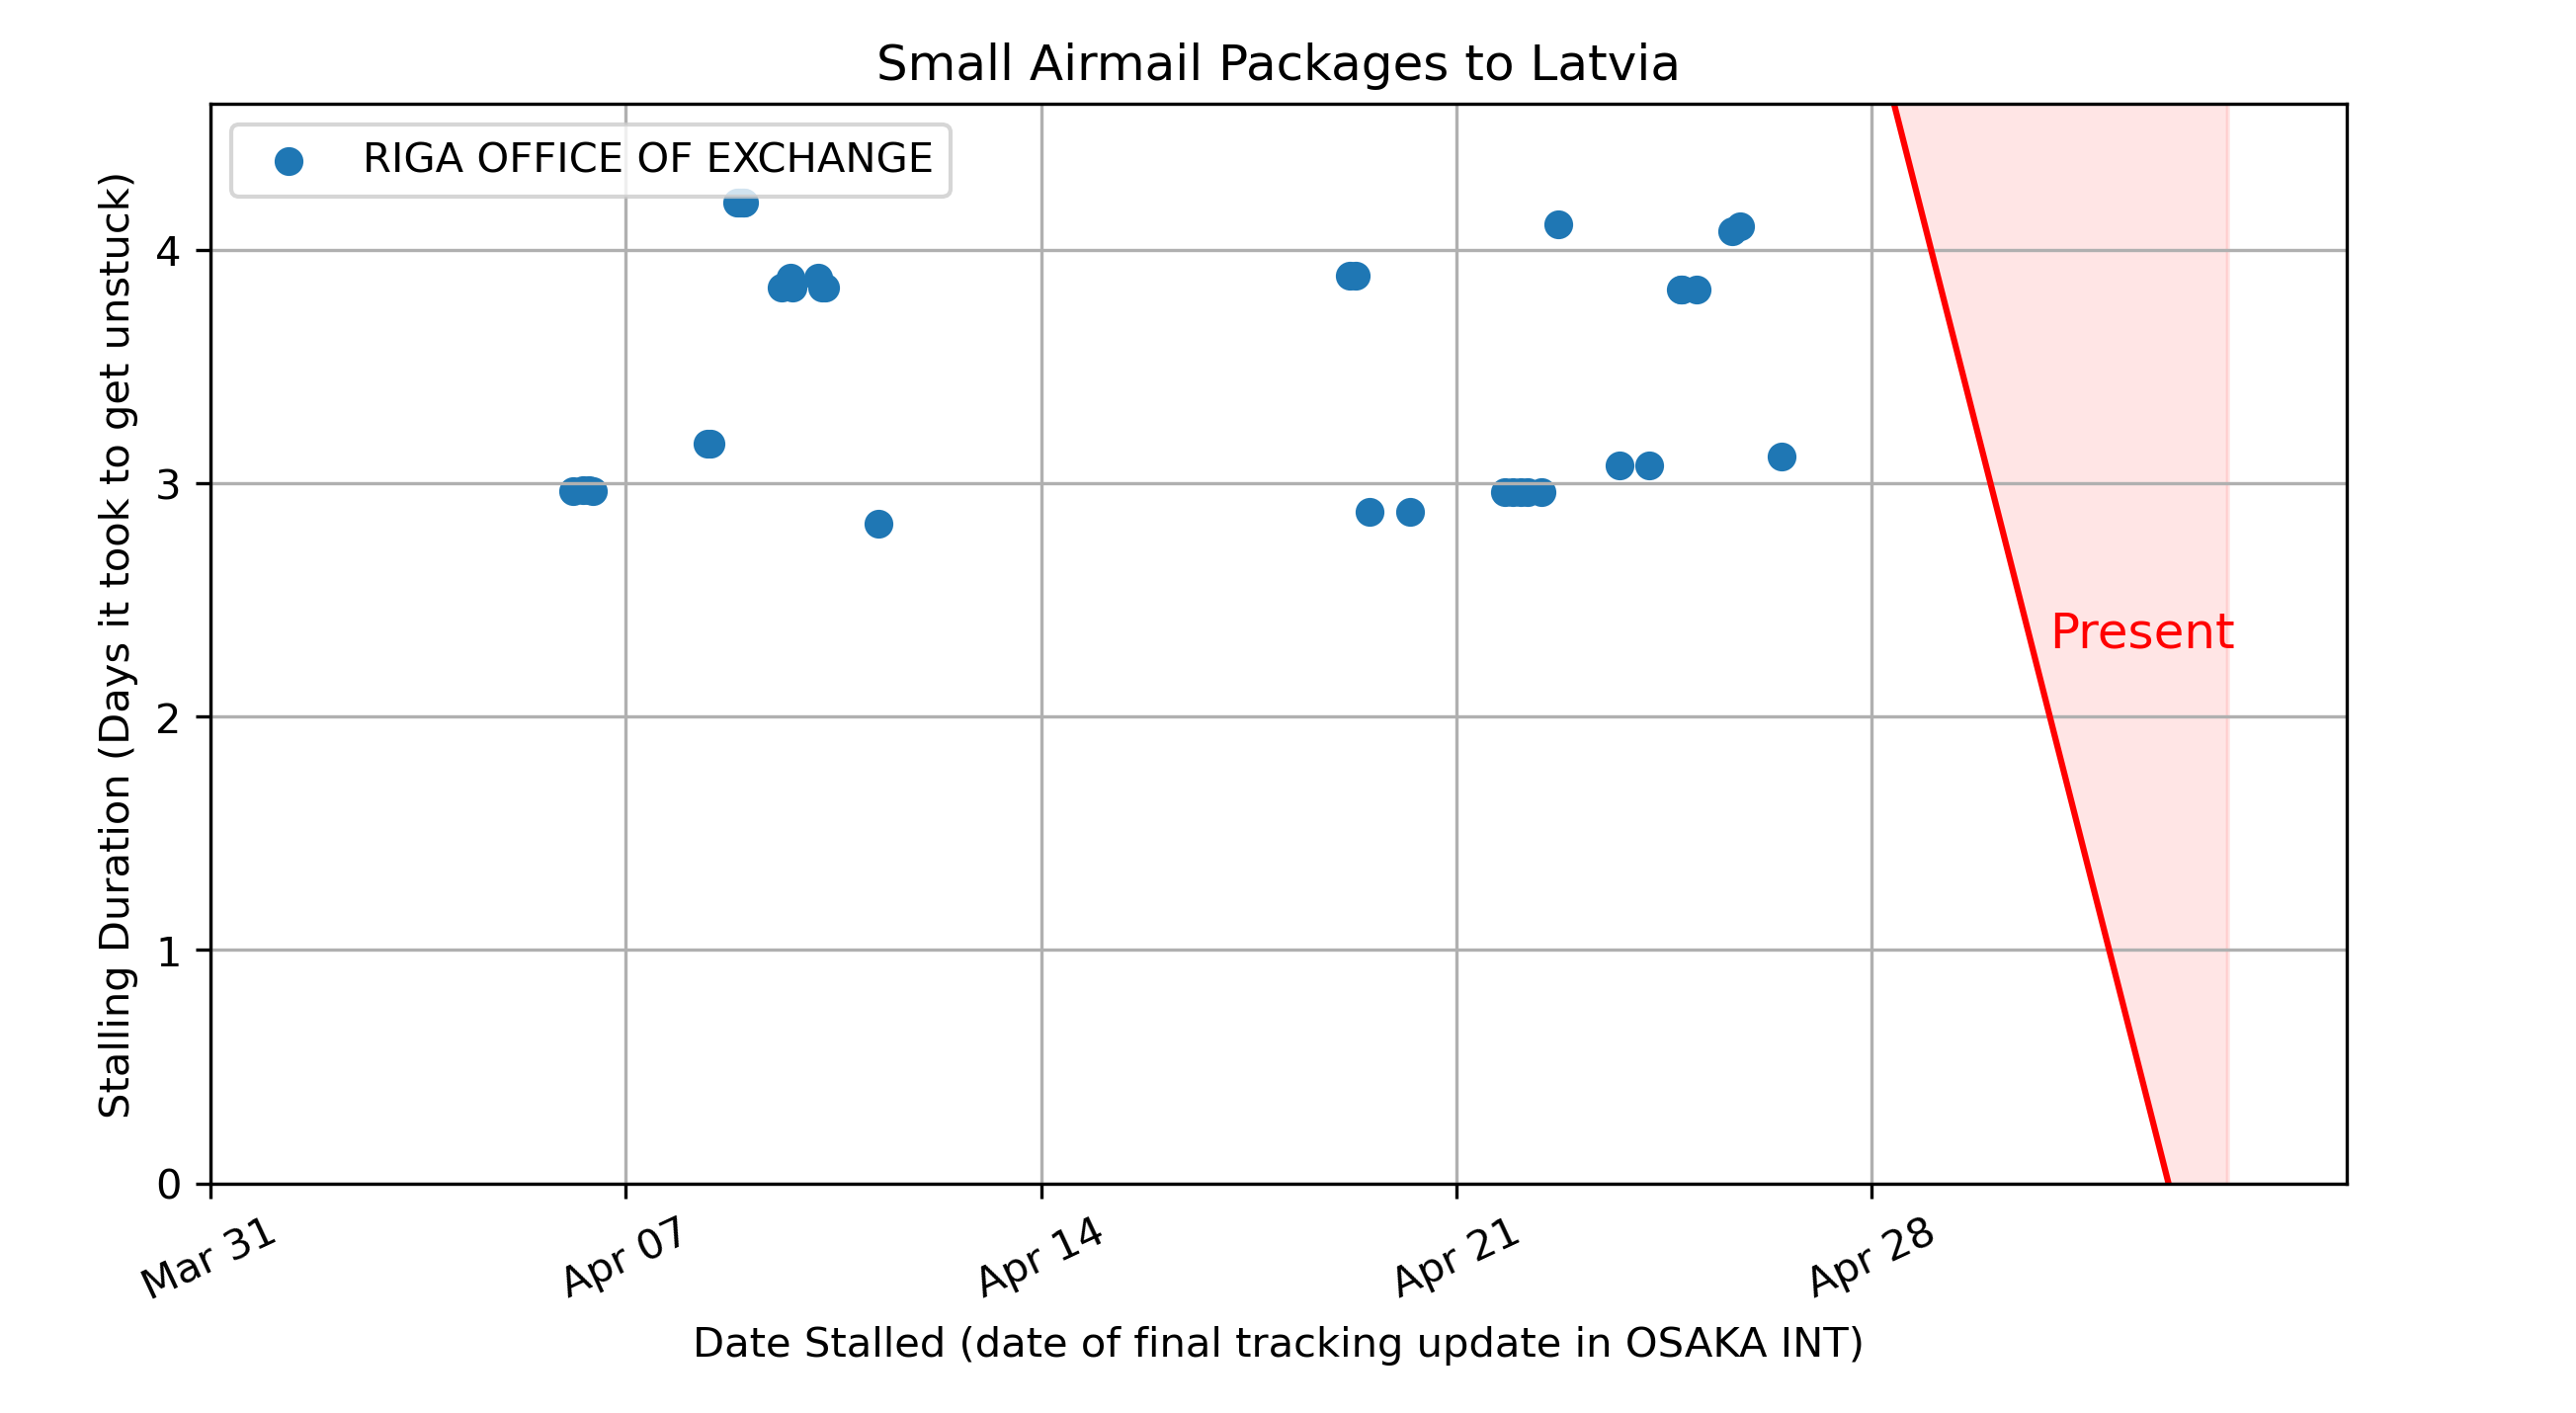 Small Airmail Packages to Latvia
RIGA OFFICE OF EXCHANGE
Stalling Duration (Days it took to get unstuck)
4
3
2
1
0
Present
Mar 31
Apr 07
Apr 14
Apr 21
Apr 28
Date Stalled (date of final tracking update in OSAKA INT)